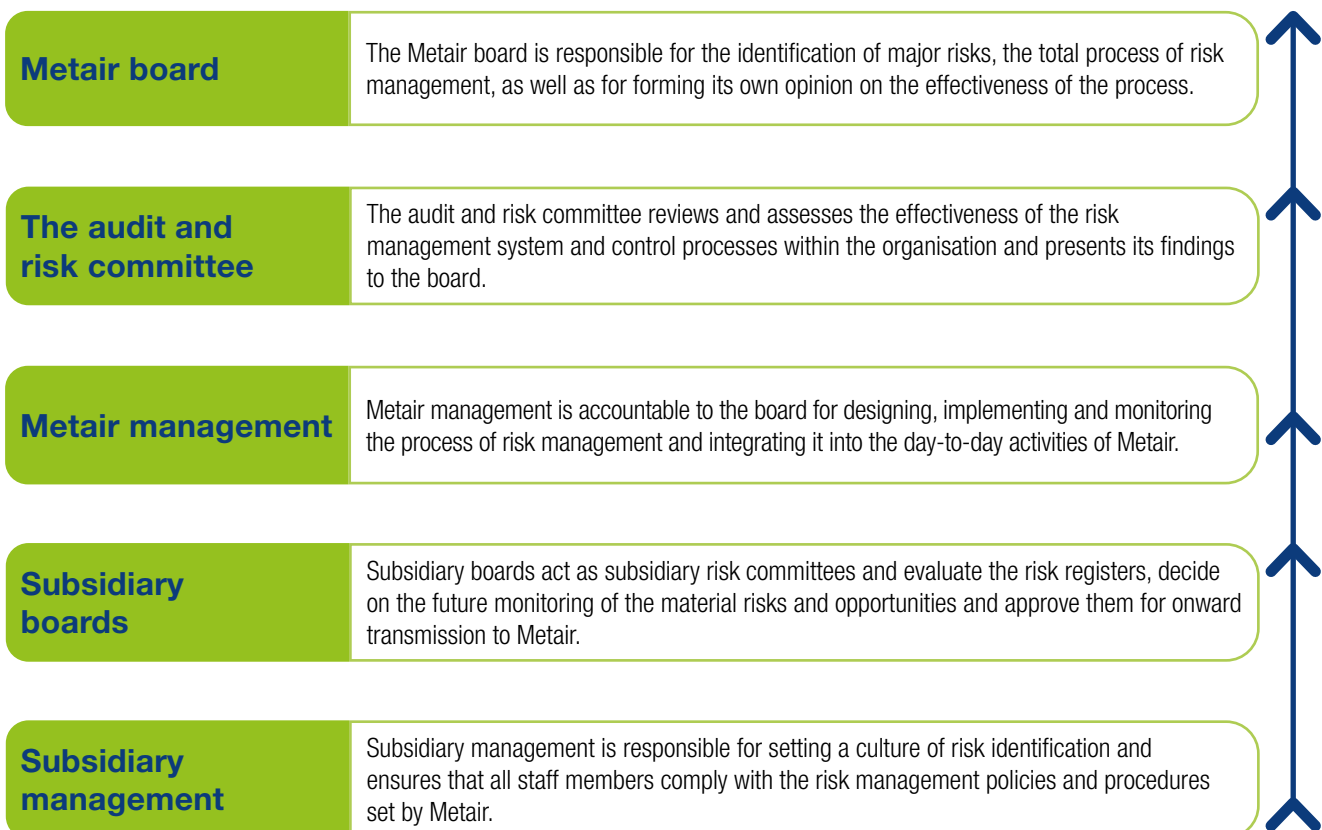 Metair board
The Metair board is responsible for the identification of major risks, the total process of risk
management, as well as for forming its own opinion on the effectiveness of the process.
The audit and
risk committee
The audit and risk committee reviews and assesses the effectiveness of the risk
management system and control processes within the organisation and presents its findings
to the board.
Metair management
Metair management is accountable to the board for designing, implementing and monitoring
the process of risk management and integrating it into the day-to-day activities of Metair.
Subsidiary
boards
Subsidiary boards act as subsidiary risk committees and evaluate the risk registers, decide
on the future monitoring of the material risks and opportunities and approve them for onward
transmission to Metair.
Subsidiary
management
Subsidiary management is responsible for setting a culture of risk identification and
ensures that all staff members comply with the risk management policies and procedures
set by Metair.